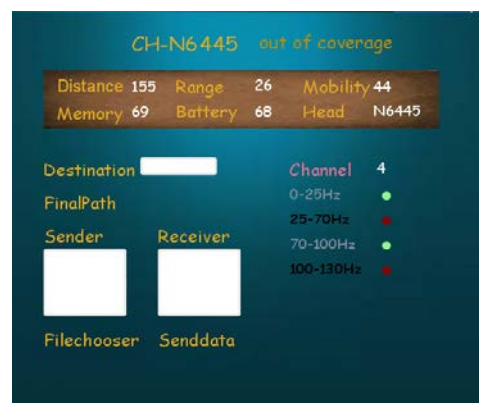 CH-N6445 out of coverage
Distance 155 Range 26 Mobility 44
Memory 69 Battery 68 Head N6445
Destination
Channel 4
FinalPath
0-25Hz
25-70Hz
Sender Receiver
70-100Hz
100-130Hz
Filechooser Senddata